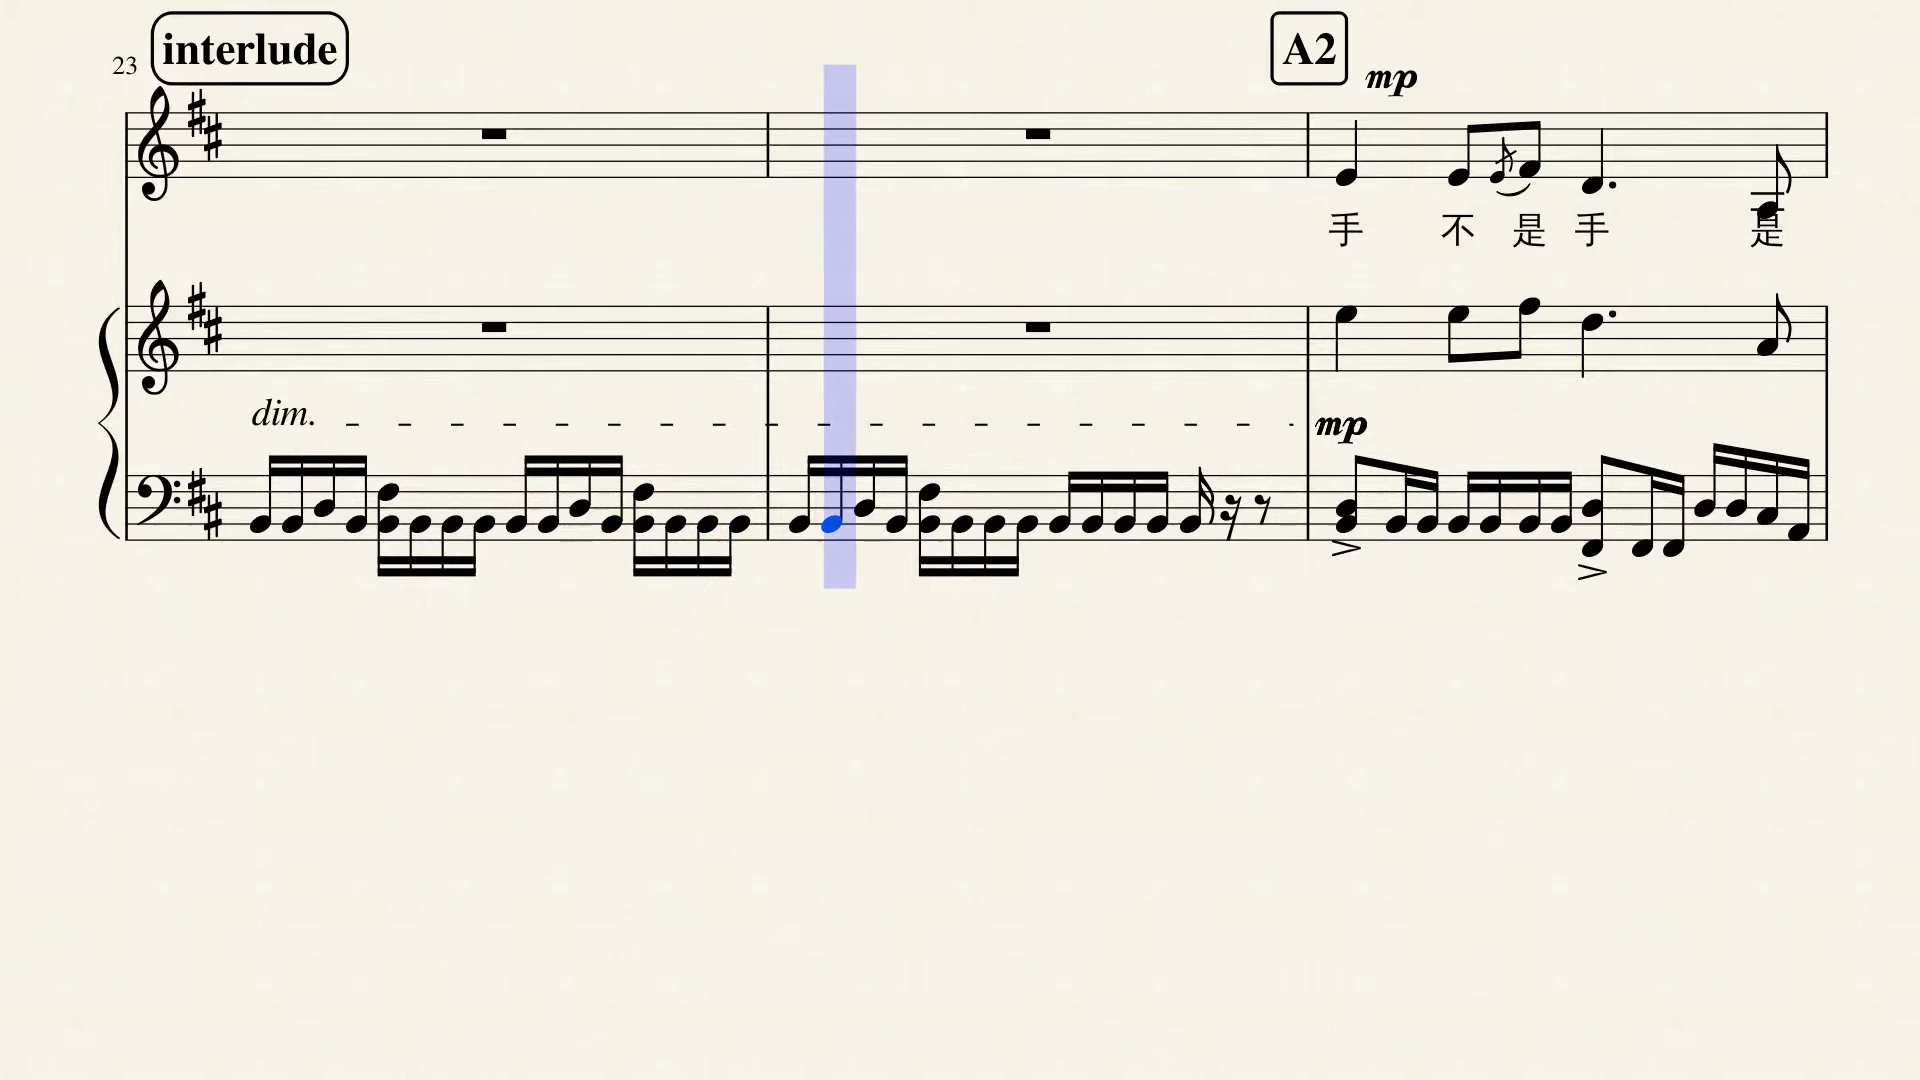 interlude
A2
23
mp
手 不 是 手 是
dim.
mp